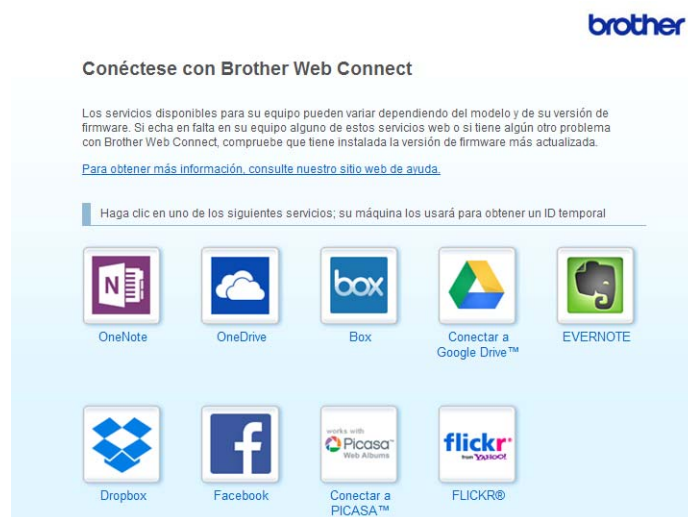 brother
Conéctese con Brother Web Connect
Los servicios disponibles para su equipo pueden variar dependiendo del modelo y de su versión de
firmware. Si echa en falta en su equipo alguno de estos servicios web o si tiene algún otro problema
con Brother Web Connect, compruebe que tiene instalada la versión de firmware más actualizada.
Para obtener más información, consulte nuestro sitio web de ayuda.
Haga clic en uno de los siguientes servicios; su máquina los usará para obtener un ID temporal
N
box
OneNote
OneDrive
Box
Conectar a
Google Drive™
EVERNOTE
f
works with
Picasa™
Web Albums
flickr
from YAHOO!
Dropbox
Facebook
Conectar a
PICASA™
FLICKR®